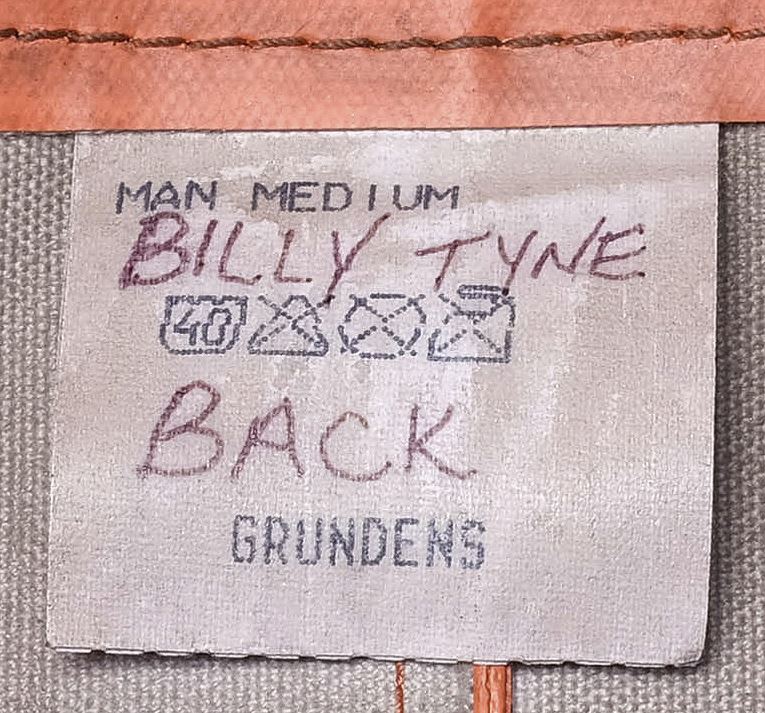 MAN MEDIUM
BILLY TYNE
40
BACK
GRUNDENS